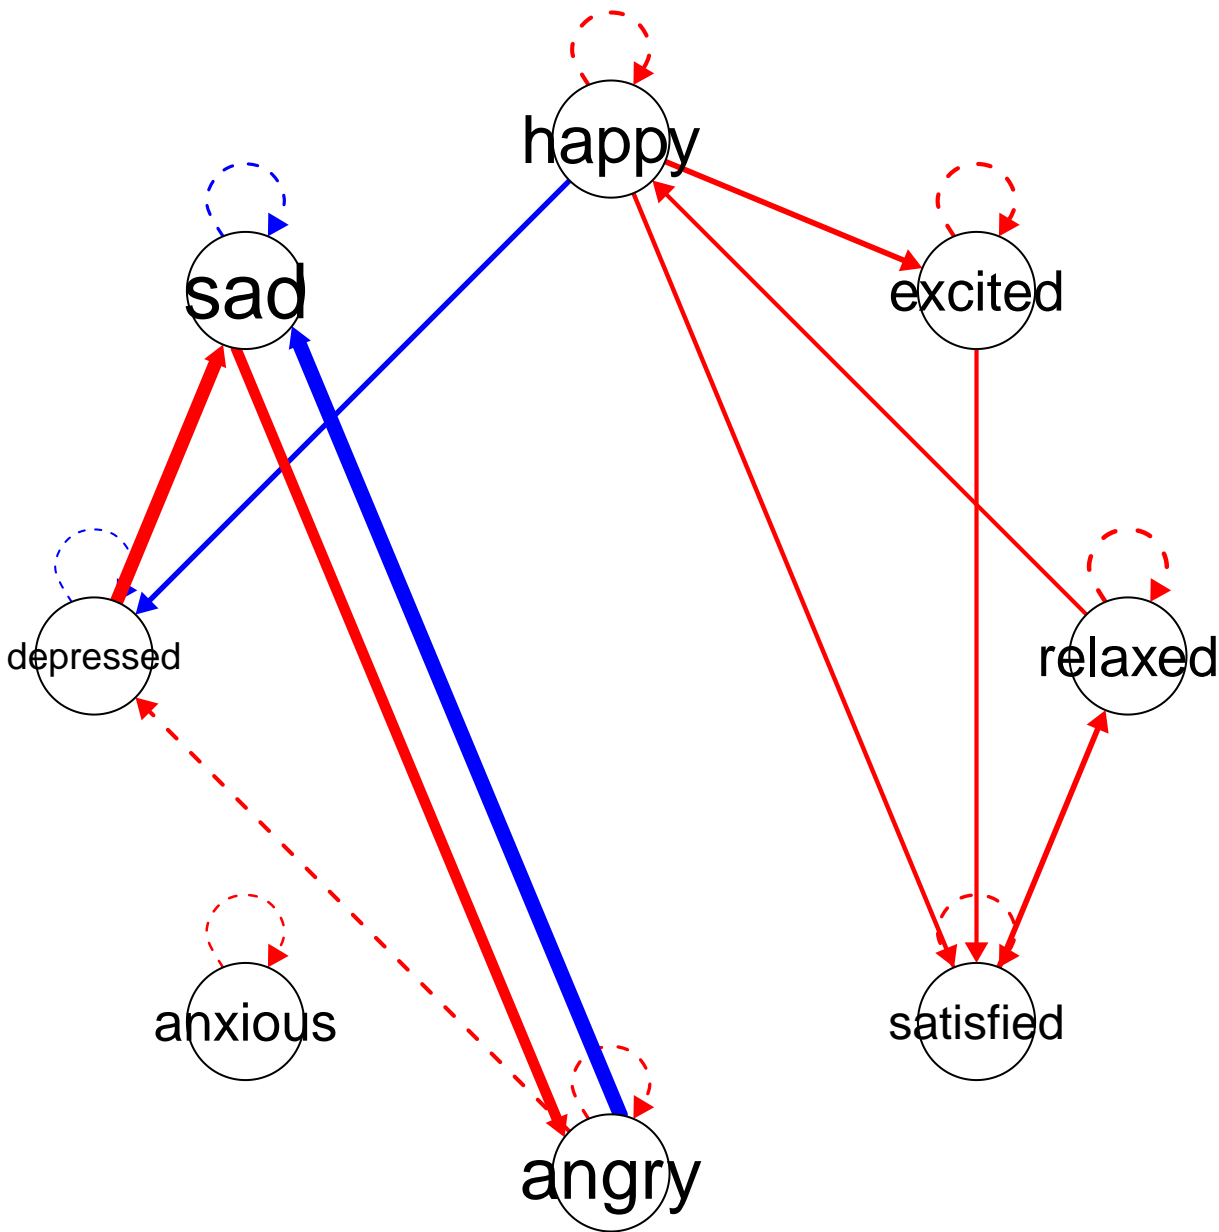 happy
sad
excited
depressed
relaxed
anxious
satisfied
angry